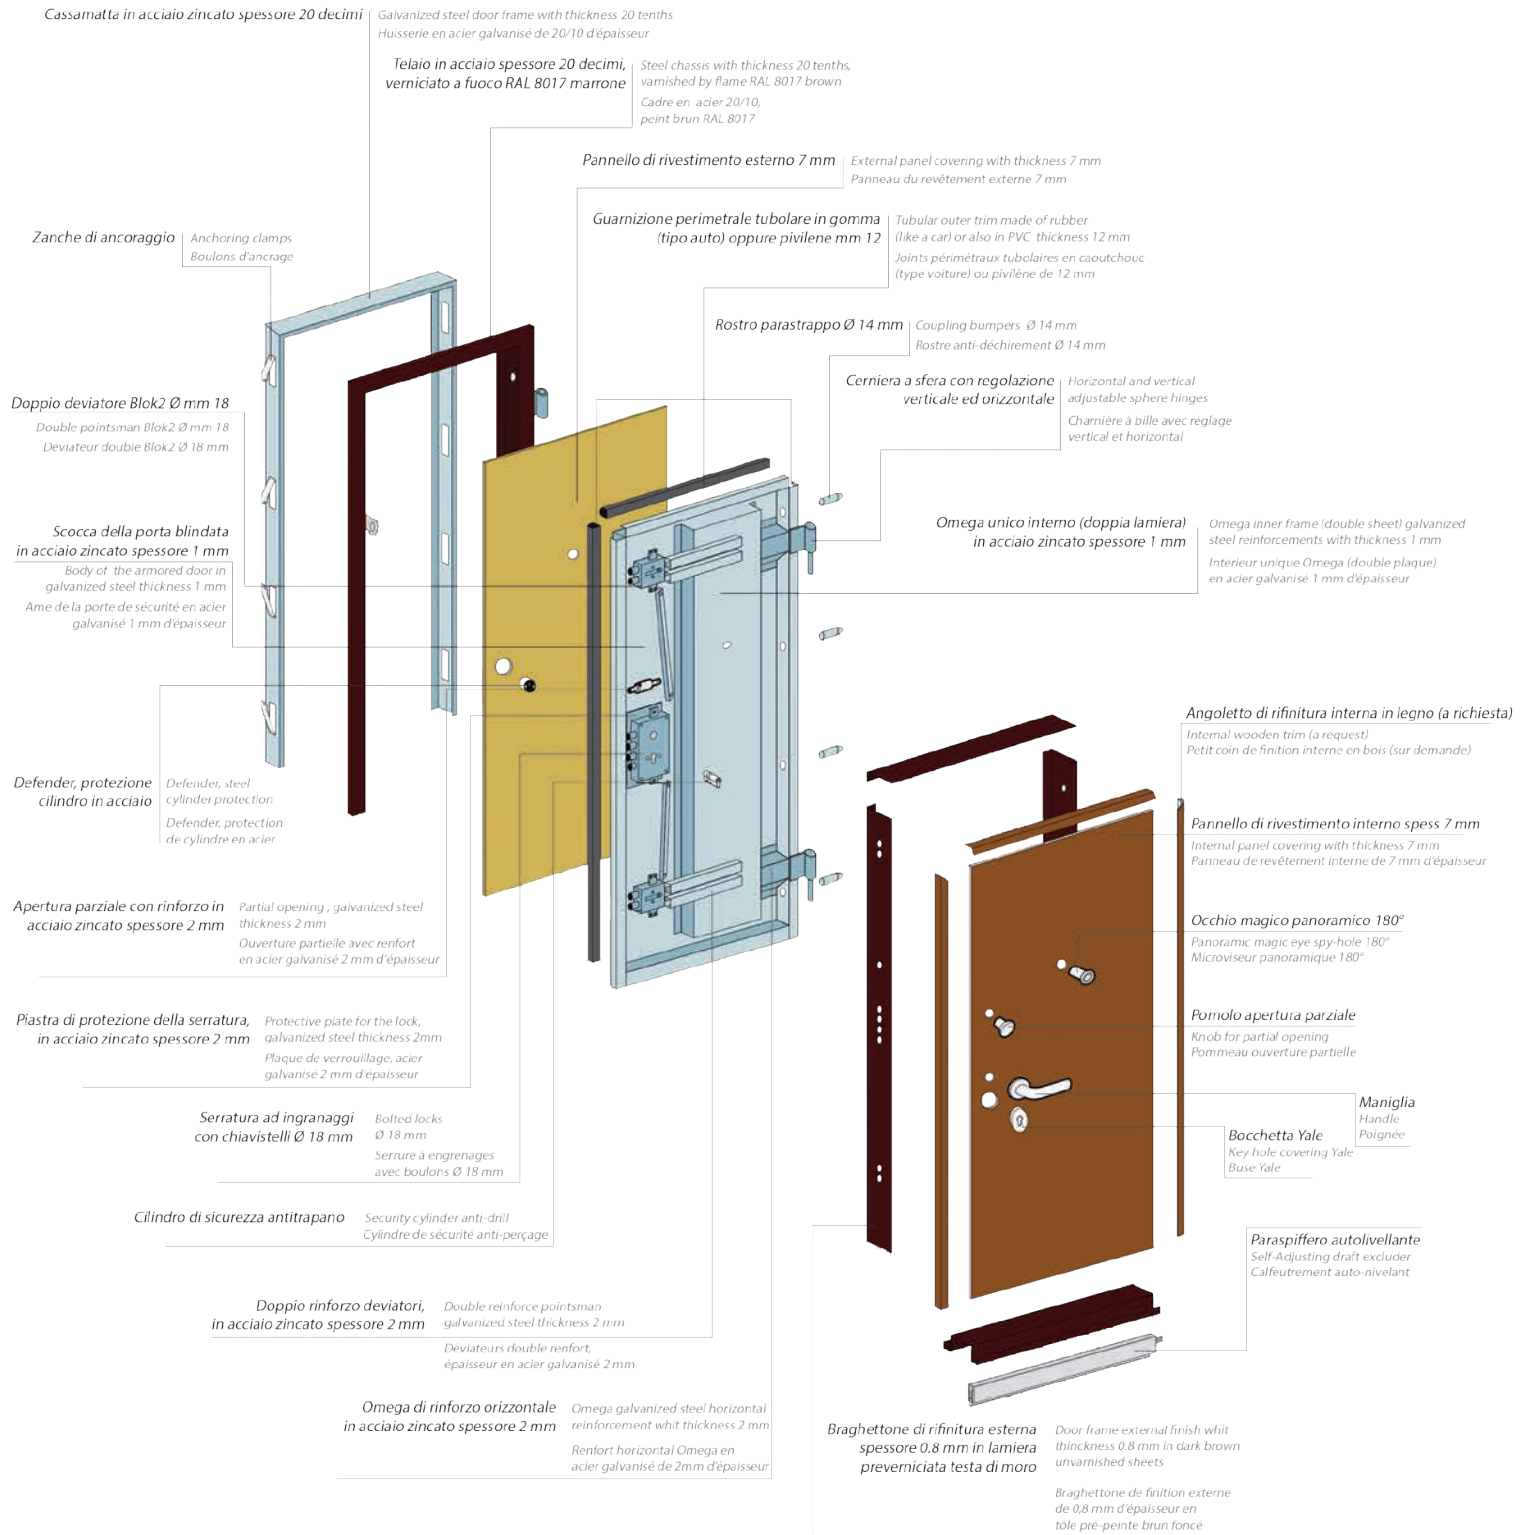 Cassamatta in acciaio zincato spessore 20 decimi
Galvanized steel door frame with thickness 20 tenths
Huisserie en acier galvanisé de 20/10 d'épaisseur
Telaio in acciaio spessore 20 decimi,
verniciato a fuoco RAL 8017 marrone
Steel chassis with thickness 20 tenths,
varnished by flame RAL 8017 brown
Cadre en acier 20/10,
peint brun RAL 8017
Pannello di rivestimento esterno 7 mm
External panel covering with thickness 7 mm
Panneau du revêtement externe 7 mm
Guarnizione perimetrale tubolare in gomma
(tipo auto) oppure pivilene mm 12
Tubular outer trim made of rubber
(like a car) or also in PVC thickness 12 mm
Joints périmétraux tubolaires en caoutchouc
(type voiture) ou pivilène de 12 mm
Zanche di ancoraggio
Anchoring clamps
Boulons d'ancrage
Rostro parastrappo Ø 14 mm
Coupling bumpers Ø 14 mm
Rostre anti-déchirement Ø 14 mm
Cerniera a sfera con regolazione
verticale ed orizzontale
Horizontal and vertical
adjustable sphere hinges
Charnière à bille avec réglage
vertical et horizontal
Doppio deviatore Blok2 Ø mm 18
Double pointsman Blok2 Ø mm 18
Déviateur double Blok2 Ø 18 mm
Scocca della porta blindata
in acciaio zincato spessore 1 mm
Body of the armored door in
galvanized steel thickness 1 mm
Ame de la porte de sécurité en acier
galvanisé 1 mm d'épaisseur
Omega unico interno (doppia lamiera)
in acciaio zincato spessore 1 mm
Omega inner frame (double sheet) galvanized
steel reinforcements with thickness 1 mm
Intérieur unique Omega (double plaque)
en acier galvanisé 1 mm d'épaisseur
Angoletto di rifinitura interna in legno (a richiesta)
Internal wooden trim (a request)
Petit coin de finition interne en bois (sur demande)
Defender, protezione
cilindro in acciaio
Defender, steel
cylinder protection
Defender, protection
de cylindre en acier
Pannello di rivestimento interno spess 7 mm
Internal panel covering with thickness 7 mm
Panneau de revêtement interne de 7 mm d'épaisseur
Apertura parziale con rinforzo in
acciaio zincato spessore 2 mm
Partial opening , galvanized steel
thickness 2 mm
Ouverture partielle avec renfort
en acier galvanisé 2 mm d'épaisseur
Occhio magico panoramico 180°
Panoramic magic eye spy-hole 180°
Microviseur panoramique 180°
Piastra di protezione della serratura,
in acciaio zincato spessore 2 mm
Protective plate for the lock,
galvanized steel thickness 2mm
Plaque de verrouillage, acier
galvanisé 2 mm d'épaisseur
Pomolo apertura parziale
Knob for partial opening
Pommeau ouverture partielle
Serratura ad ingranaggi
con chiavistelli Ø 18 mm
Bolted locks
Ø 18 mm
Serrure à engrenages
avec boulons Ø 18 mm
Maniglia
Handle
Poignée
Bocchetta Yale
Key hole covering Yale
Buse Yale
Cilindro di sicurezza antitrapano
Security cylinder anti-drill
Cylindre de sécurité anti-perçage
Paraspiffero autolivellante
Self-Adjusting draft excluder
Calfeutrement auto-nivelant
Doppio rinforzo deviatori,
in acciaio zincato spessore 2 mm
Double reinforce pointsman
galvanized steel thickness 2 mm
Déviateurs double renfort,
épaisseur en acier galvanisé 2 mm
Omega di rinforzo orizzontale
in acciaio zincato spessore 2 mm
Omega galvanized steel horizontal
reinforcement whit thickness 2 mm
Renfort horizontal Omega en
acier galvanisé de 2mm d'épaisseur
Braghettone di rifinitura esterna
spessore 0.8 mm in lamiera
preverniciata testa di moro
Door frame external finish whit
thinckness 0.8 mm in dark brown
unvarnished sheets
Braghettone de finition externe
de 0,8 mm d'épaisseur en
tôle pré-peinte brun foncé